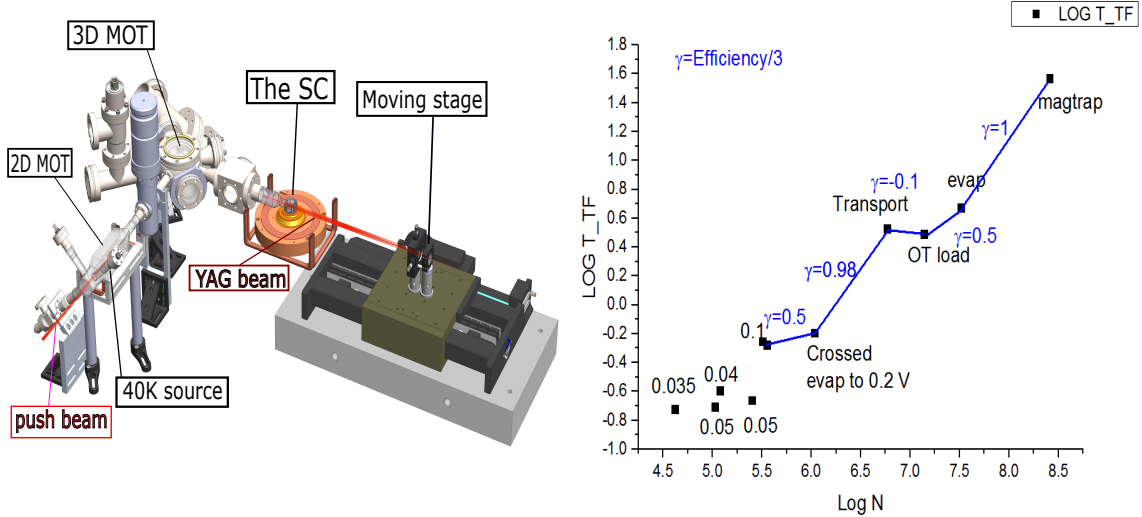 3D MOT
The SC
Moving stage
2D MOT
YAG beam
40K source
push beam
LOG T_TF
γ=Efficiency/3
1.8
1.6
1.4
1.2
1.0
0.8
0.6
0.4
0.2
0.0
-0.2
-0.4
-0.6
-0.8
-1.0
LOG T_TF
magtrap
γ=1
evap
γ=-0.1
Transport
γ=0.5
OT load
γ=0.98
γ=0.5
0.1
Crossed
evap to 0.2 V
0.035
0.04
0.05
0.05
4.5 5.0 5.5 6.0 6.5 7.0 7.5 8.0 8.5
Log N